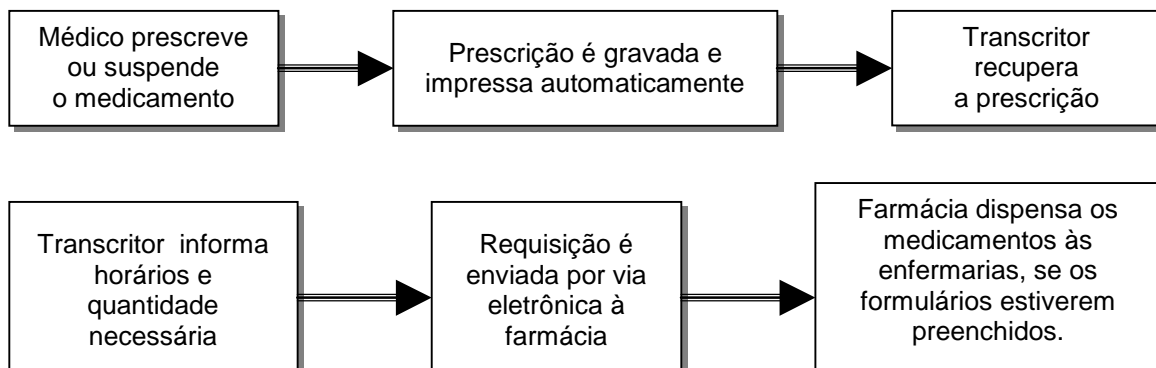 Médico prescreve
ou suspende
o medicamento
Prescrição é gravada e
impressa automaticamente
Transcritor
recupera
a prescrição
Transcritor informa
horários e
quantidade
necessária
Requisição é
enviada por via
eletrônica à
farmácia
Farmácia dispensa os
medicamentos às
enfermarias, se os
formulários estiverem
preenchidos.